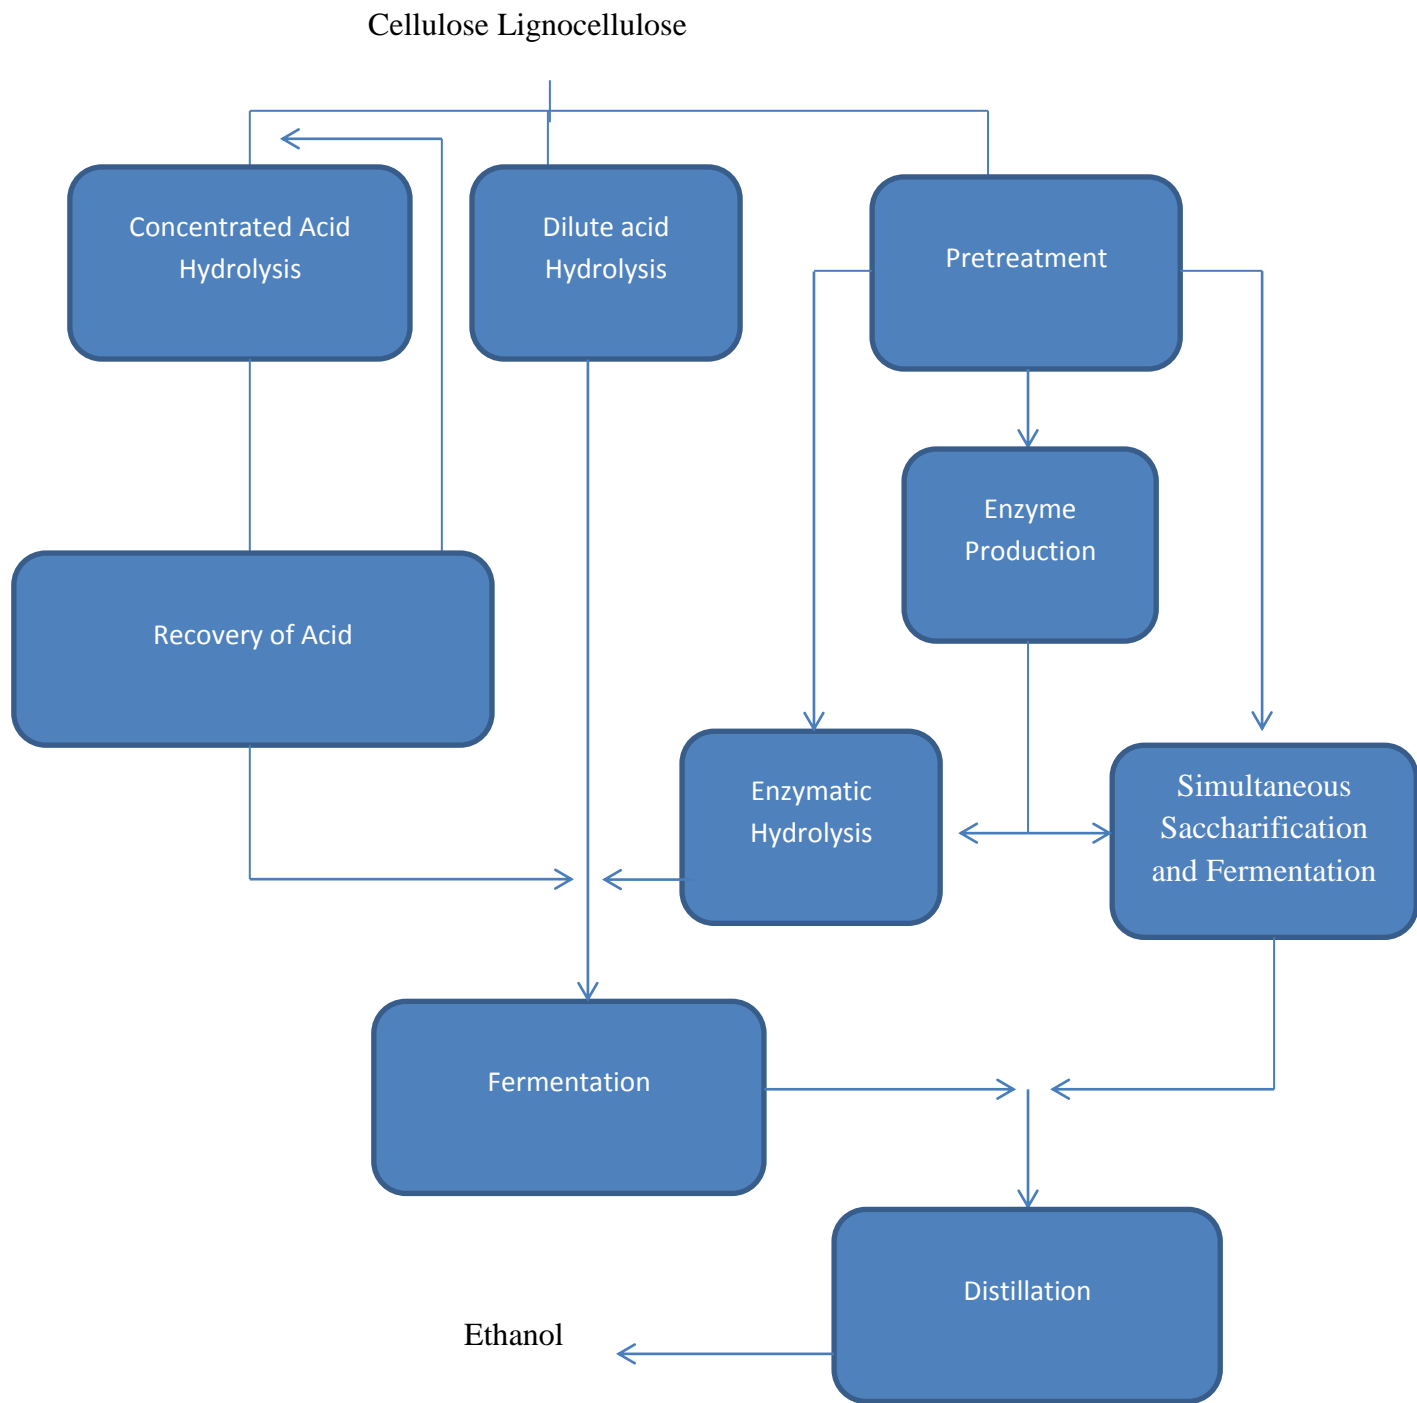 Cellulose Lignocellulose
Concentrated Acid
Hydrolysis
Dilute acid
Hydrolysis
Pretreatment
Enzyme
Production
Recovery of Acid
Enzymatic
Hydrolysis
Simultaneous
Saccharification
and Fermentation
Fermentation
Distillation
Ethanol